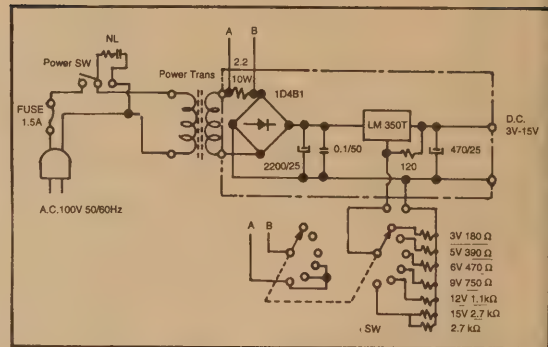 A B
NL
2.2
Power SW
Power Trans
10W
1D4B1
FUSE
1.5A
LM 350T
D.C.
3V-15V
0.1/50
120
470/25
2200/25
A.C.100V 50/60Hz
A B
3V 180 Ω
5V 390 Ω
6V 470 Ω
9V 750 Ω
12V 1.1kΩ
15V 2.7 kΩ
2.7 kΩ
SW